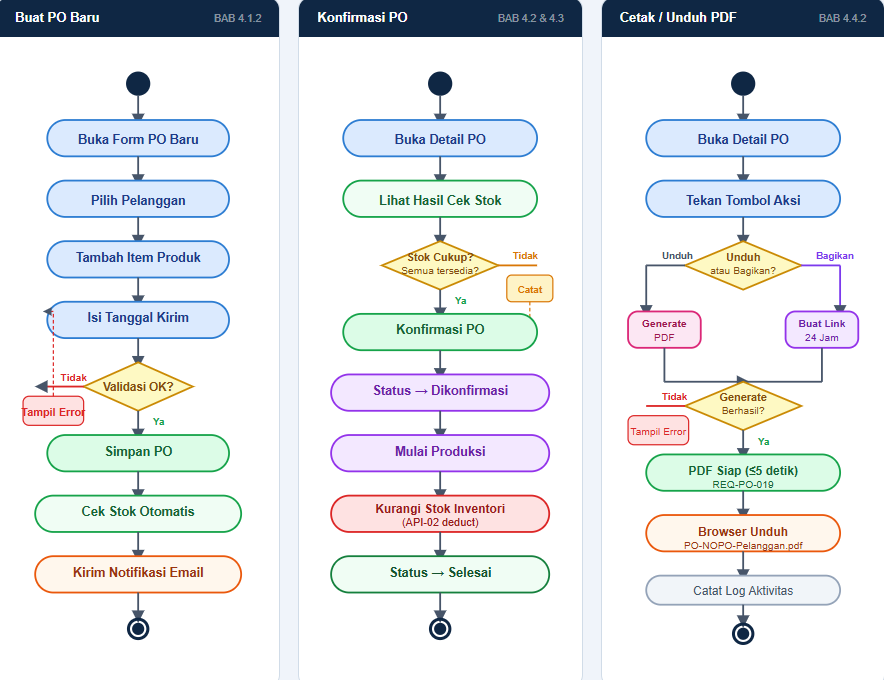 Buat PO Baru
BAB 4.1.2
Buka Form PO Baru
Pilih Pelanggan
Tambah Item Produk
Isi Tanggal Kirim
Validasi OK?
Tidak
Tampil Error
Ya
Simpan PO
Cek Stok Otomatis
Kirim Notifikasi Email
Konfirmasi PO
BAB 4.2 & 4.3
Buka Detail PO
Lihat Hasil Cek Stok
Stok Cukup?
Semua tersedia?
Tidak
Catat
Ya
Konfirmasi PO
Status → Dikonfirmasi
Mulai Produksi
Kurangi Stok Inventori
(API-02 deduct)
Status → Selesai
Cetak / Unduh PDF
BAB 4.4.2
Buka Detail PO
Tekan Tombol Aksi
Unduh
Unduh
atau Bagikan?
Bagikan
Generate
PDF
Buat Link
24 Jam
Generate
Berhasil?
Tidak
Tampil Error
Ya
PDF Siap (≤5 detik)
REQ-PO-019
Browser Unduh
PO-NOPO-Pelanggan.pdf
Catat Log Aktivitas